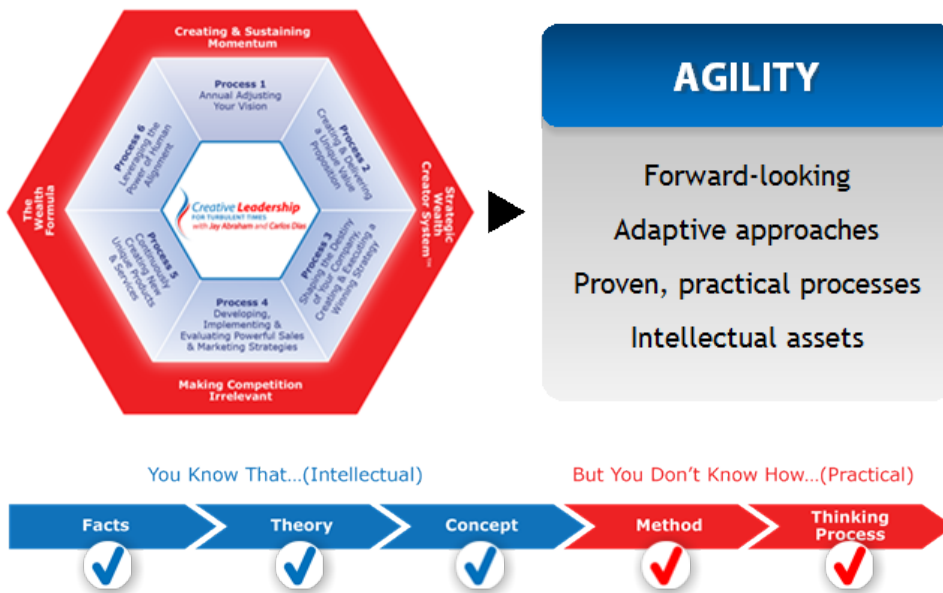 Creating & Sustaining
Momentum
Process 1
Annual Adjusting
Your Vision
Process 2
Creating & Delivering
a Unique Value
Proposition
Strategic
Wealth
Creator System™
Process 3
Shaping the Destiny
of Your Company,
Creating & Executing a
Winning Strategy
Process 4
Developing,
Implementing &
Evaluating Powerful Sales
& Marketing Strategies
Making Competition
Irrelevant
Process 5
Continuously
Creating New
Unique Products
& Services
The
Wealth
Formula
Process 6
Leveraging the
Power of Human
Alignment
Creative Leadership
FOR TURBULENT TIMES
with Jay Abraham and Carlos Dias
AGILITY
Forward-looking
Adaptive approaches
Proven, practical processes
Intellectual assets
You Know That...(Intellectual)
But You Don't Know How...(Practical)
Facts
Theory
Concept
Method
Thinking
Process